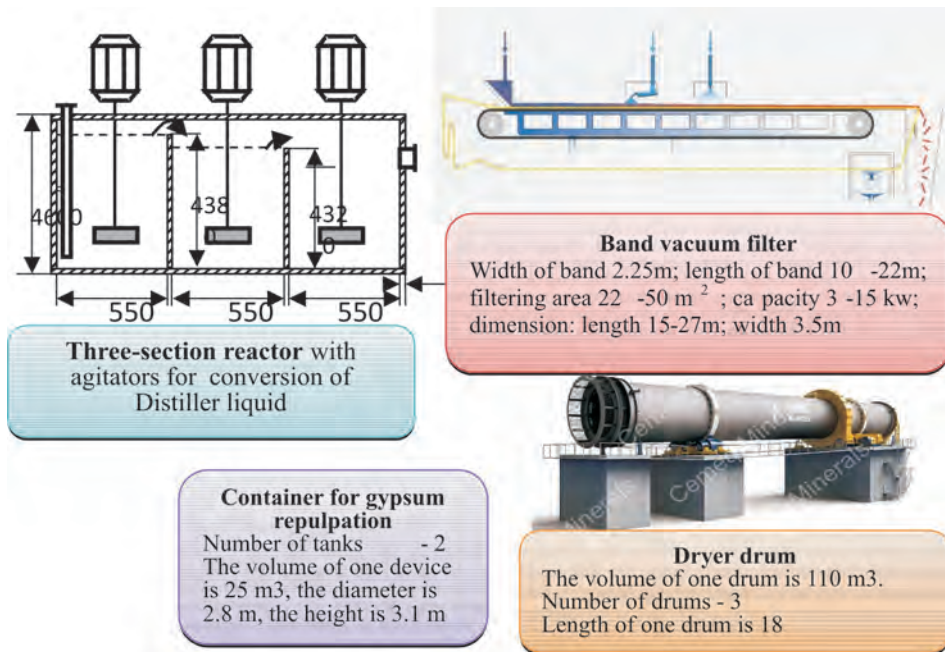 4600
438
0
432
0
550
550
550
Three-section reactor with
agitators for conversion of
Distiller liquid
Band vacuum filter
Width of band 2.25m; length of band 10 -22m;
filtering area 22 -50 m 2 ; ca pacity 3 -15 kw;
dimension: length 15-27m; width 3.5m
Minerals
Cement
Minerals
Container for gypsum
repulpation
Number of tanks - 2
The volume of one device
is 25 m3, the diameter is
2.8 m, the height is 3.1 m
Dryer drum
The volume of one drum is 110 m3.
Number of drums - 3
Length of one drum is 18